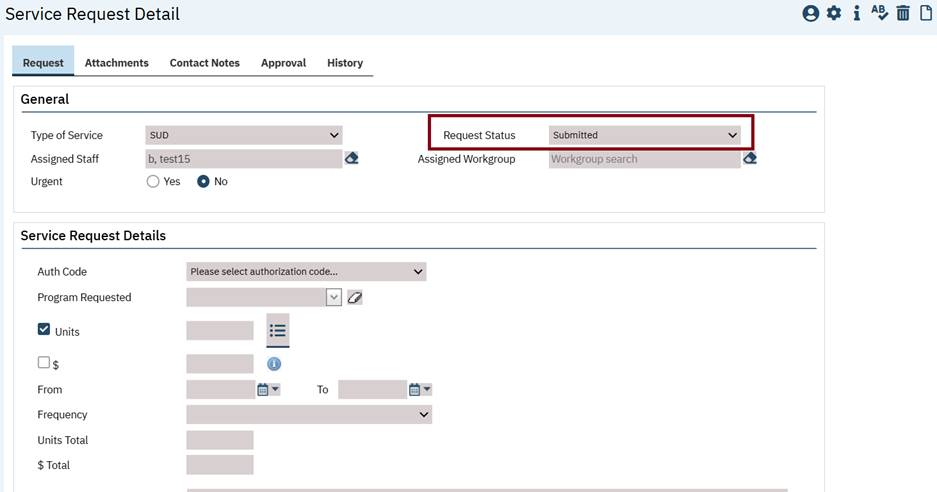 Service Request Detail
AB
Request Attachments Contact Notes Approval History
General
Type of Service SUD Request Status Submitted
Assigned Staff b, test15 Assigned Workgroup Workgroup search
Urgent Yes No
Service Request Details
Auth Code Please select authorization code...
Program Requested
Units
$
From To
Frequency
Units Total
$ Total